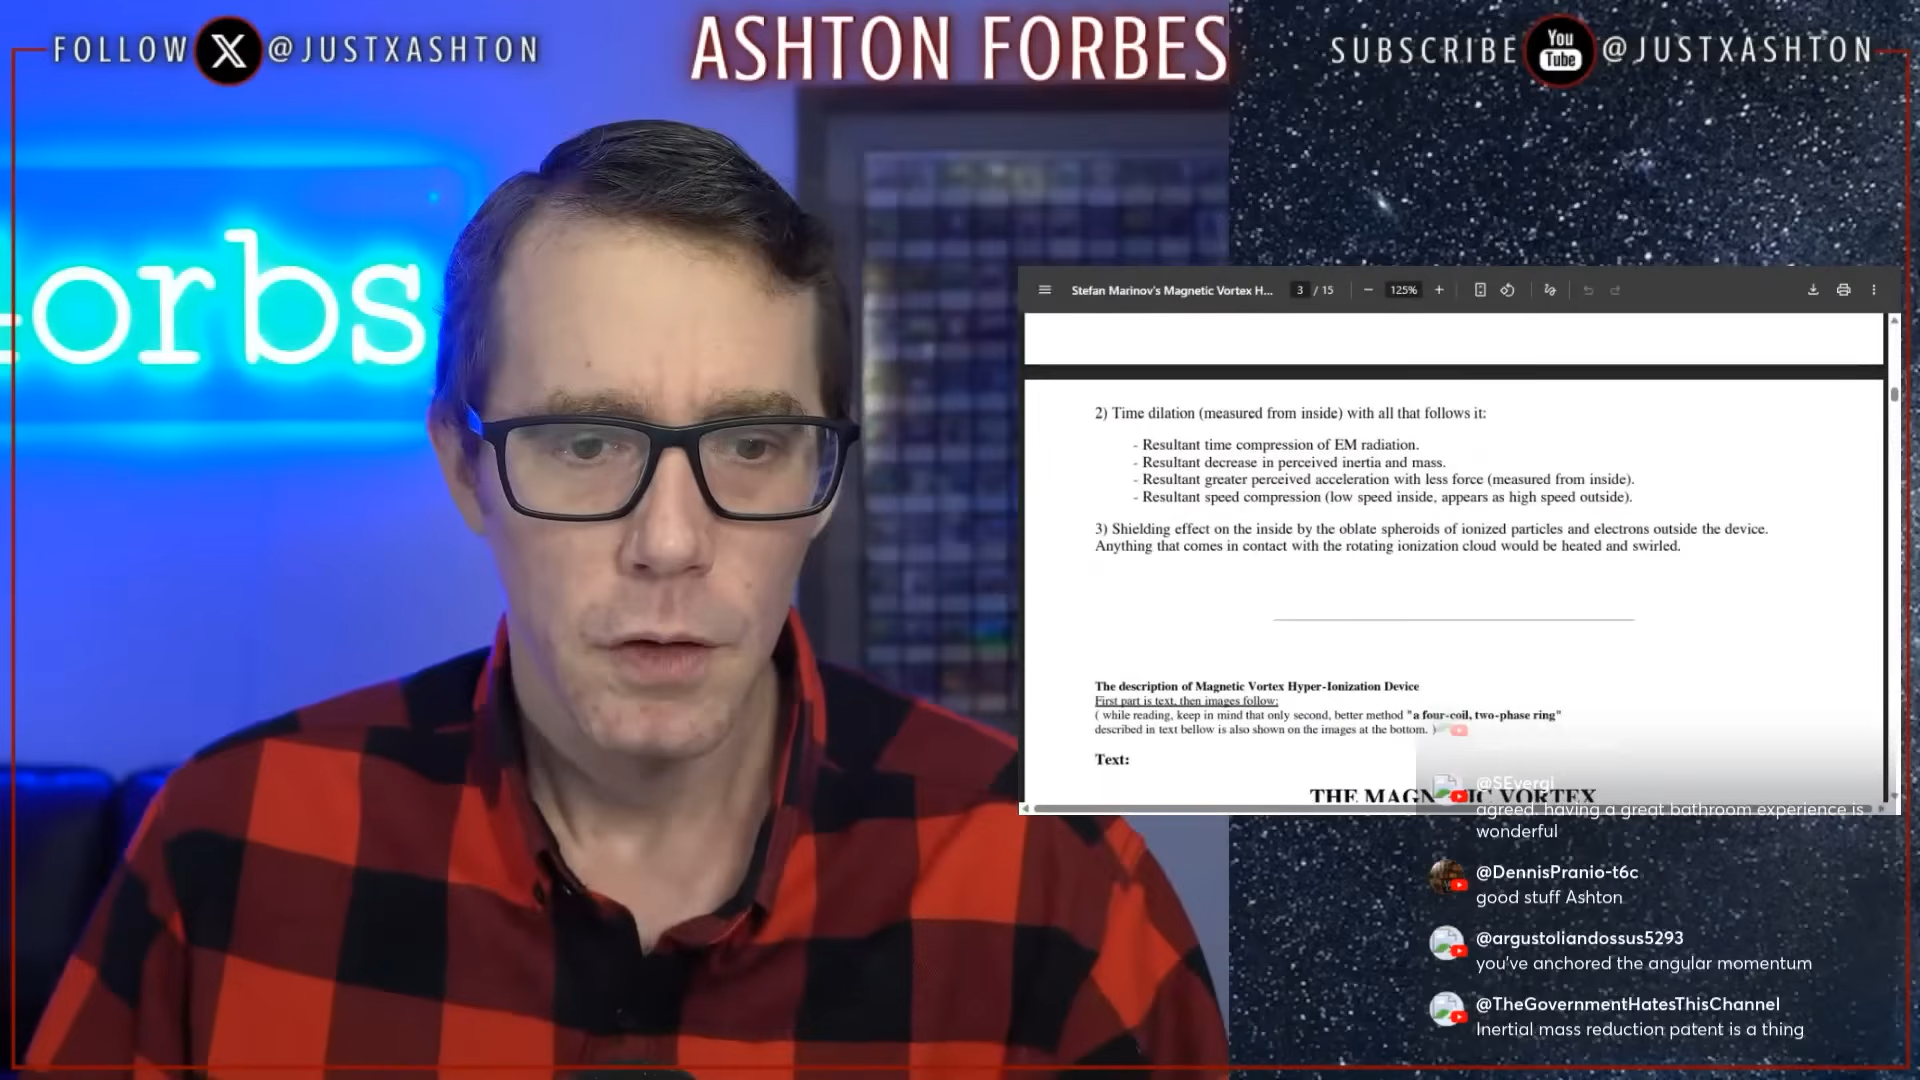 FOLLOW X @JUSTXASHTON
ASHTON FORBES
SUBSCRIBE You Tube @JUSTXASHTON
orbs
Stefan Marinov's Magnetic Vortex H... 3 / 15 125%
2) Time dilation (measured from inside) with all that follows it:
- Resultant time compression of EM radiation.
- Resultant decrease in perceived inertia and mass.
- Resultant greater perceived acceleration with less force (measured from inside).
- Resultant speed compression (low speed inside, appears as high speed outside).
3) Shielding effect on the inside by the oblate spheroids of ionized particles and electrons outside the device.
Anything that comes in contact with the rotating ionization cloud would be heated and swirled.
The description of Magnetic Vortex Hyper-Ionization Device
First part is text, then images follow:
( while reading, keep in mind that only second, better method "a four-coil, two-phase ring"
described in text bellow is also shown on the images at the bottom. )
Text:
THE MAGN IC VORTEX
@SEvergi
agreed. having a great bathroom experience is
wonderful
@DennisPranio-t6c
good stuff Ashton
@argustoliandossus5293
you've anchored the angular momentum
@TheGovernmentHatesThisChannel
Inertial mass reduction patent is a thing